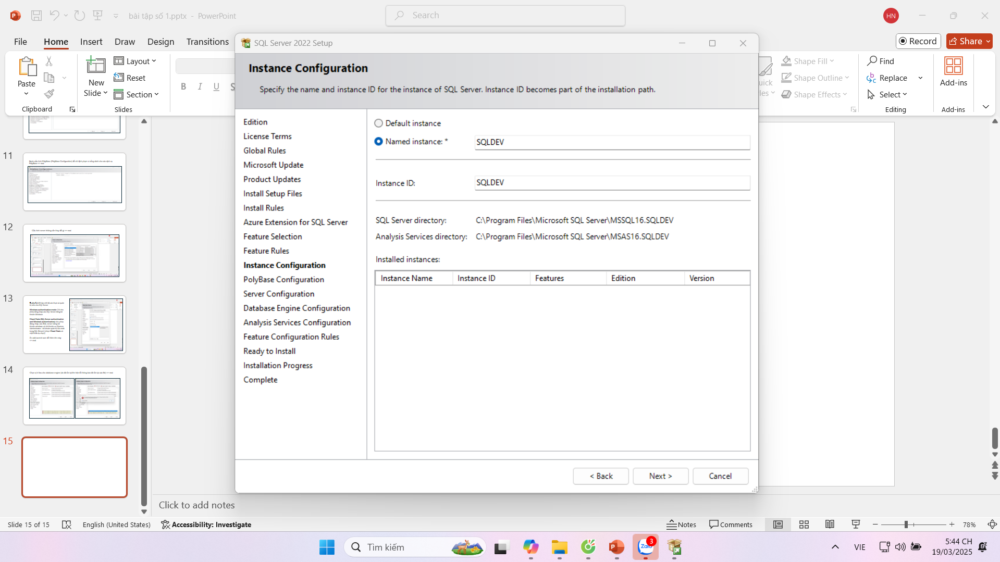 bài tập số 1.pptx - PowerPoint
Search
HN
File
Home
Insert
Draw
Design
Transitions
Record
Share
Paste
Clipboard
New
Slide
Layout
Reset
Section
Slides
B I U S
Shape Fill
Shape Outline
Shape Effects
Find
Replace
Select
Editing
Add-ins
Add-ins
11
12
13
14
15
SQL Server 2022 Setup
Instance Configuration
Specify the name and instance ID for the instance of SQL Server. Instance ID becomes part of the installation path.
Edition
License Terms
Global Rules
Microsoft Update
Product Updates
Install Setup Files
Install Rules
Azure Extension for SQL Server
Feature Selection
Feature Rules
Instance Configuration
PolyBase Configuration
Server Configuration
Database Engine Configuration
Analysis Services Configuration
Feature Configuration Rules
Ready to Install
Installation Progress
Complete
Default instance
Named instance: * SQLDEV
Instance ID: SQLDEV
SQL Server directory: C:\Program Files\Microsoft SQL Server\MSSQL16.SQLDEV
Analysis Services directory: C:\Program Files\Microsoft SQL Server\MSAS16.SQLDEV
Installed instances:
Instance Name Instance ID Features Edition Version
< Back Next > Cancel
Click to add notes
Slide 15 of 15
English (United States)
Accessibility: Investigate
Notes
Comments
78%
Tìm kiếm
Zalo
3
VIE
5:44 CH
19/03/2025